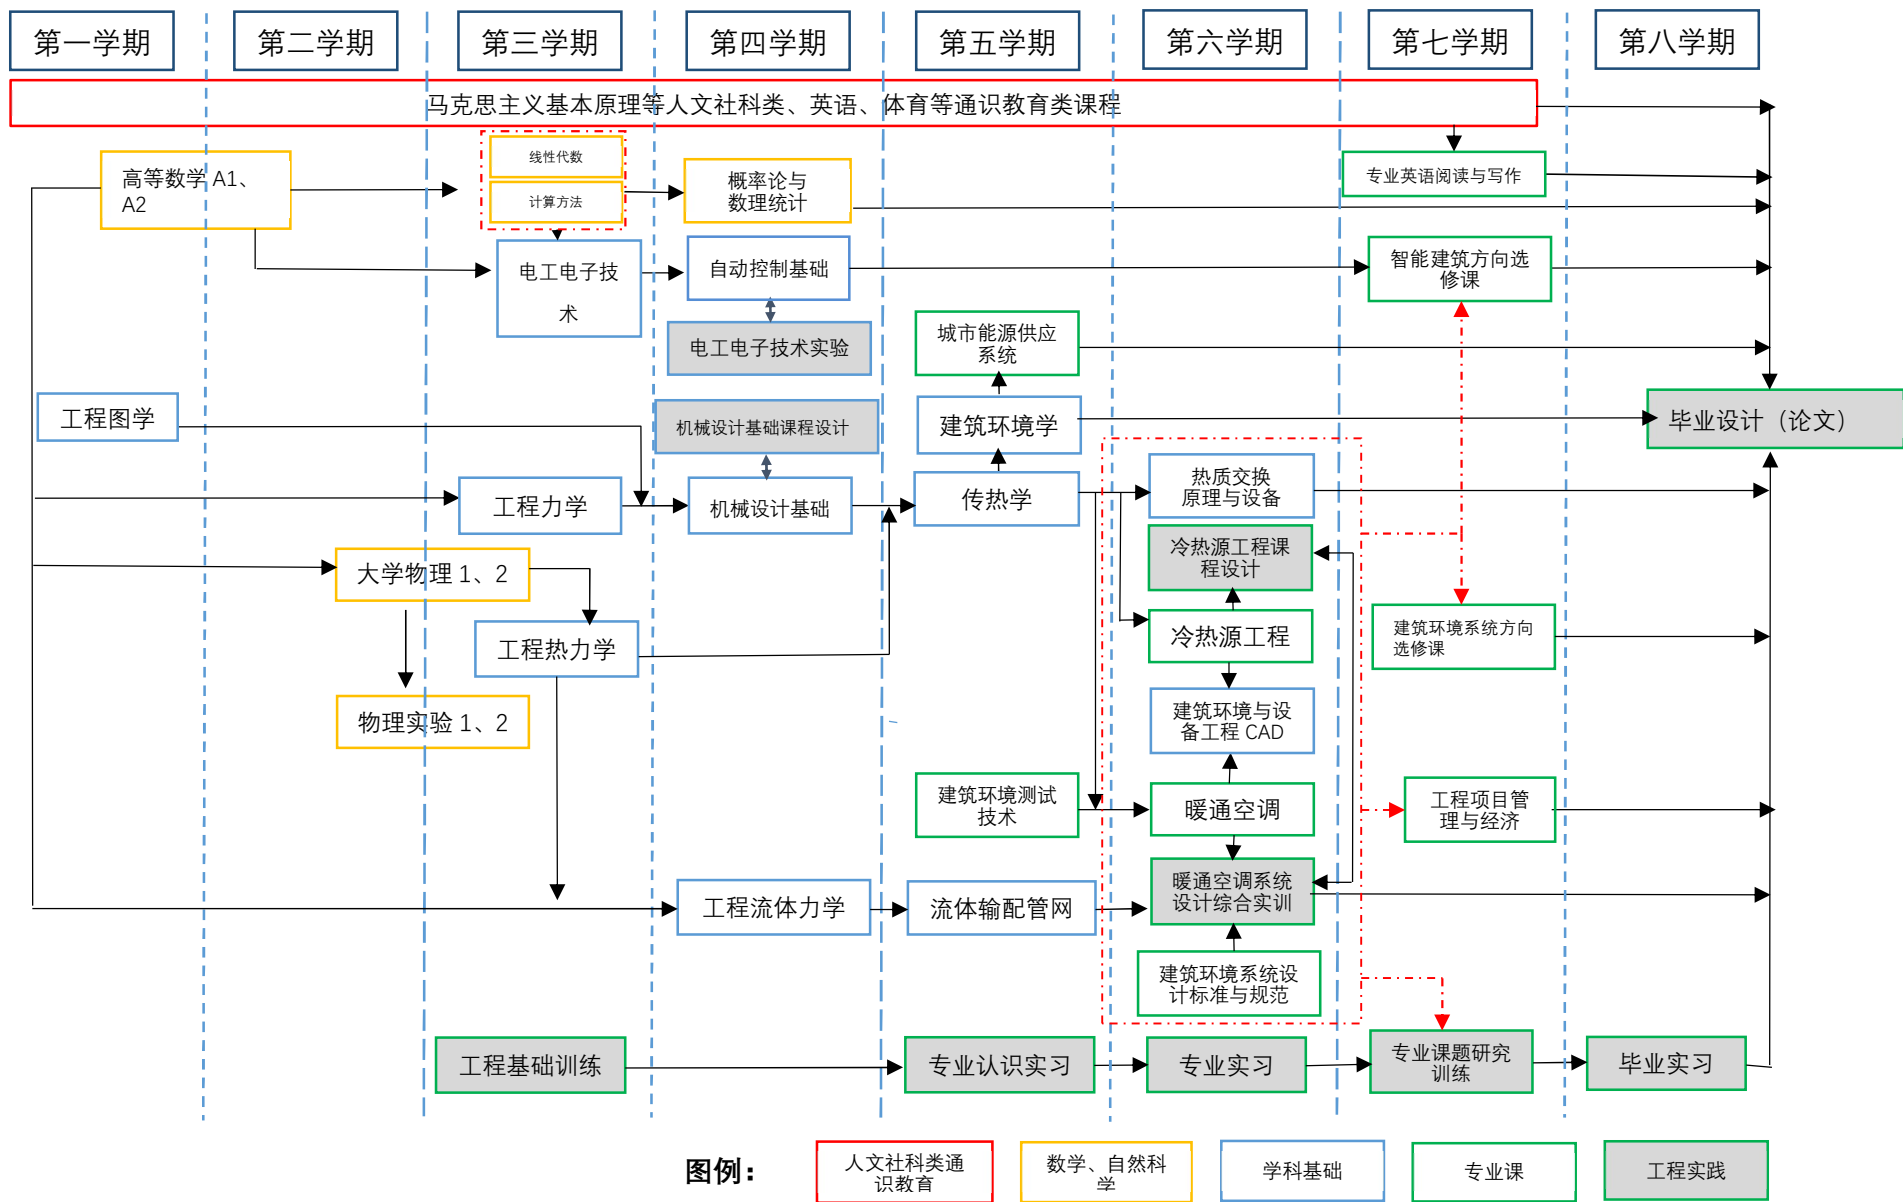 第一学期
第二学期
第三学期
第四学期
第五学期
第六学期
第七学期
第八学期
马克思主义基本原理等人文社科类、英语、体育等通识教育类课程
高等数学 A1、
A2
线性代数
计算方法
概率论与
数理统计
专业英语阅读与写作
电工电子技
术
自动控制基础
智能建筑方向选
修课
电工电子技术实验
城市能源供应
系统
工程图学
机械设计基础课程设计
建筑环境学
毕业设计（论文）
工程力学
机械设计基础
传热学
热质交换
原理与设备
冷热源工程课
程设计
大学物理 1、2
工程热力学
冷热源工程
建筑环境系统方向
选修课
物理实验 1、2
建筑环境与设
备工程 CAD
建筑环境测试
技术
暖通空调
工程项目管
理与经济
工程流体力学
流体输配管网
暖通空调系统
设计综合实训
建筑环境系统设
计标准与规范
工程基础训练
专业认识实习
专业实习
专业课题研究
训练
毕业实习
图例：
人文社科类通
识教育
数学、自然科
学
学科基础
专业课
工程实践